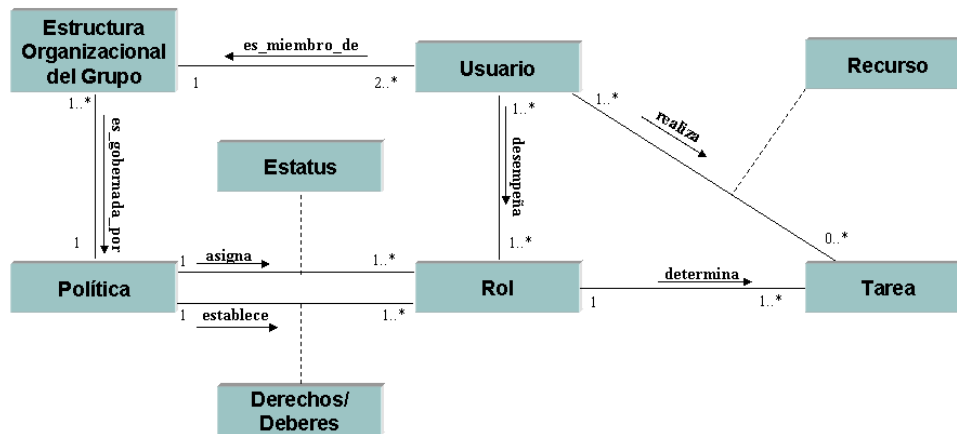 Estructura
Organizacional
del Grupo
es_miembro_de
1
2..*
Usuario
Recurso
1..*
es_gobernada_por
1
1..*
desempeña
1..*
1..*
realiza
0..*
Estatus
Política
1
asigna
1..*
1
establece
1..*
Rol
determina
1
1..*
Tarea
Derechos/
Deberes